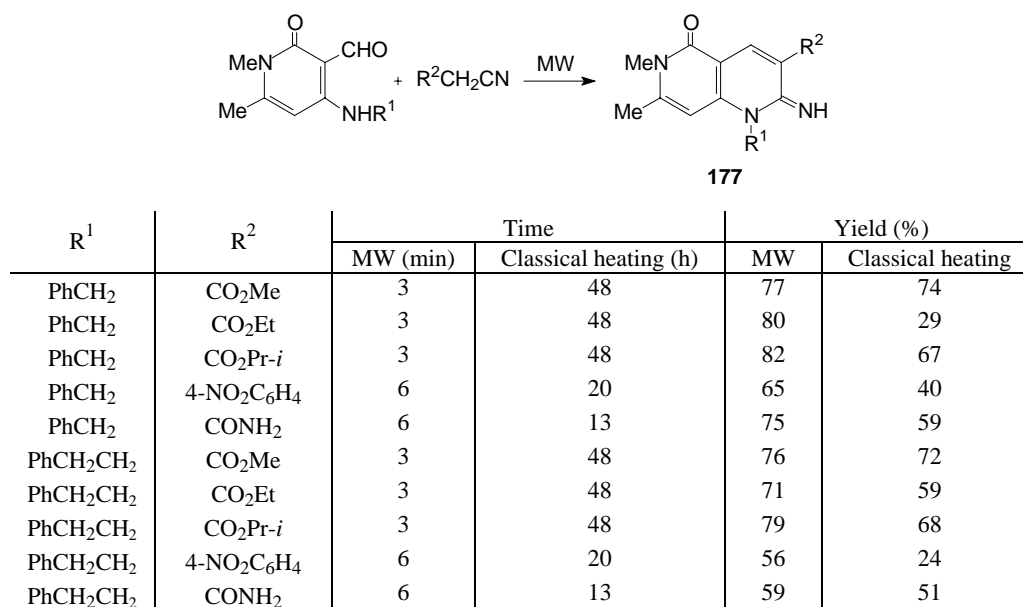 O
MeN
CHO
Me
NHR¹
+ R²CH₂CN
MW
O
R²
MeN
Me
N
NH
R¹
177
R¹ R² Time Yield (%)
MW (min) Classical heating (h) MW Classical heating
PhCH₂ CO₂Me 3 48 77 74
PhCH₂ CO₂Et 3 48 80 29
PhCH₂ CO₂Pr-i 3 48 82 67
PhCH₂ 4-NO₂C₆H₄ 6 20 65 40
PhCH₂ CONH₂ 6 13 75 59
PhCH₂CH₂ CO₂Me 3 48 76 72
PhCH₂CH₂ CO₂Et 3 48 71 59
PhCH₂CH₂ CO₂Pr-i 3 48 79 68
PhCH₂CH₂ 4-NO₂C₆H₄ 6 20 56 24
PhCH₂CH₂ CONH₂ 6 13 59 51